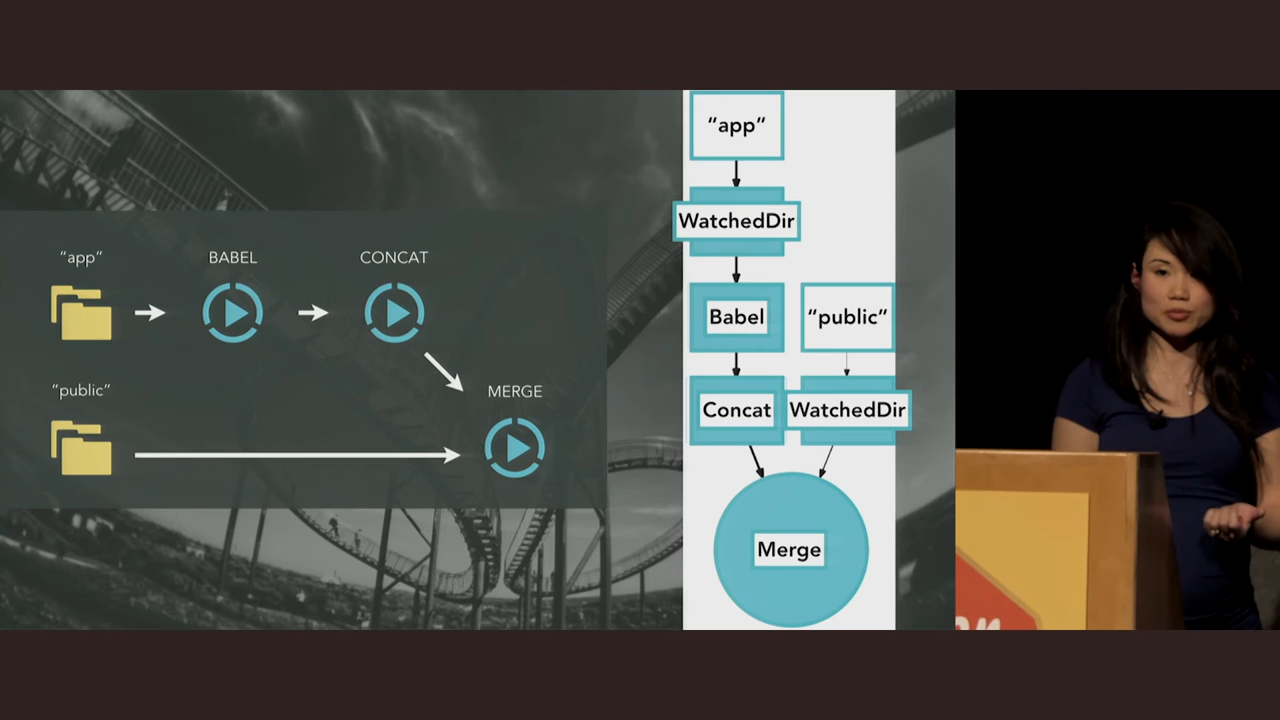 “app”
BABEL
CONCAT
“public”
MERGE
“app”
WatchedDir
Babel
“public”
Concat
WatchedDir
Merge